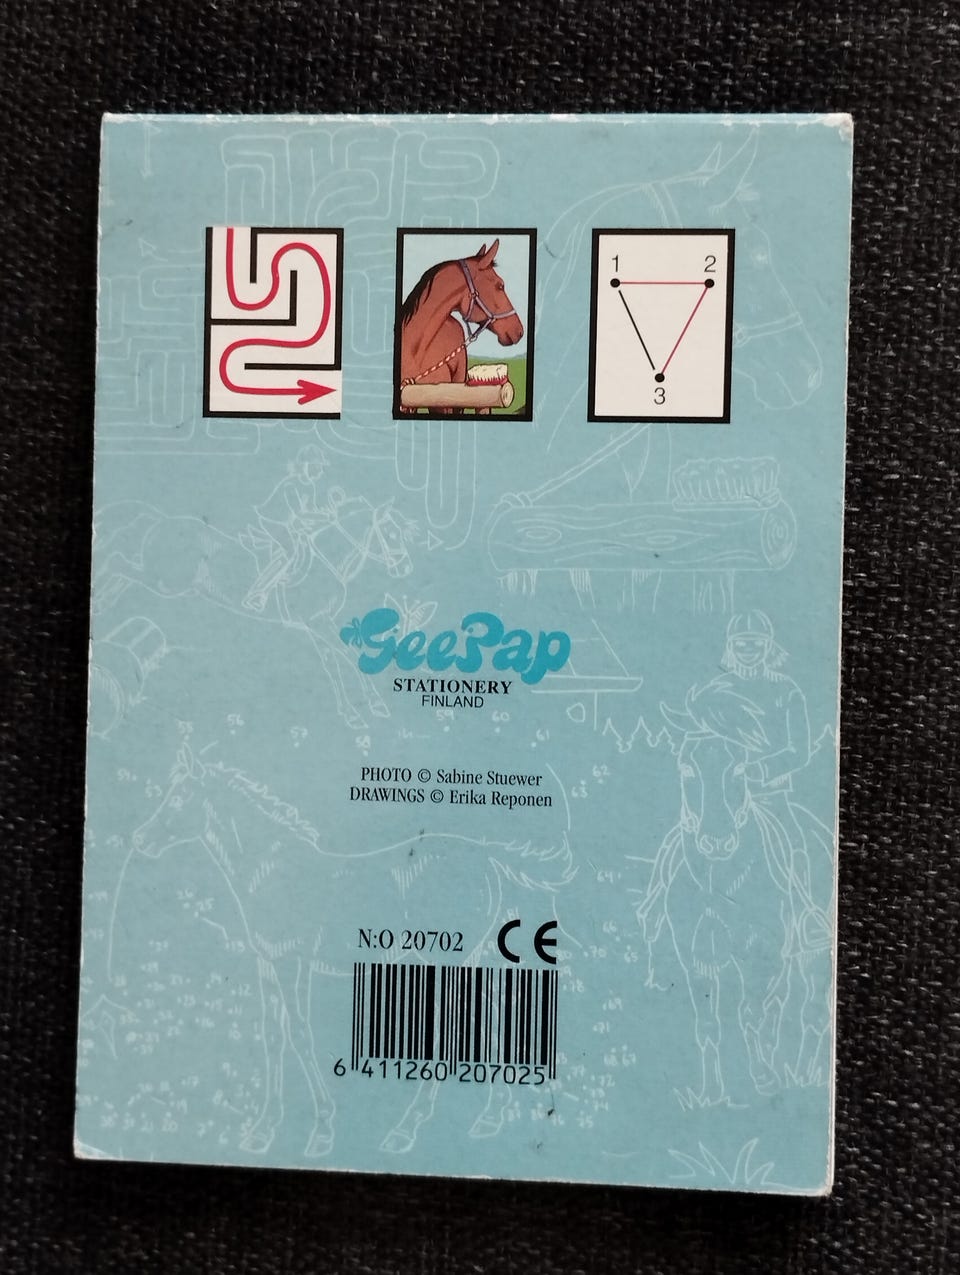 1 2
3
GeePap
STATIONERY
FINLAND
PHOTO © Sabine Stuewer
DRAWINGS © Erika Reponen
N:O 20702 CE
6 411260 207025